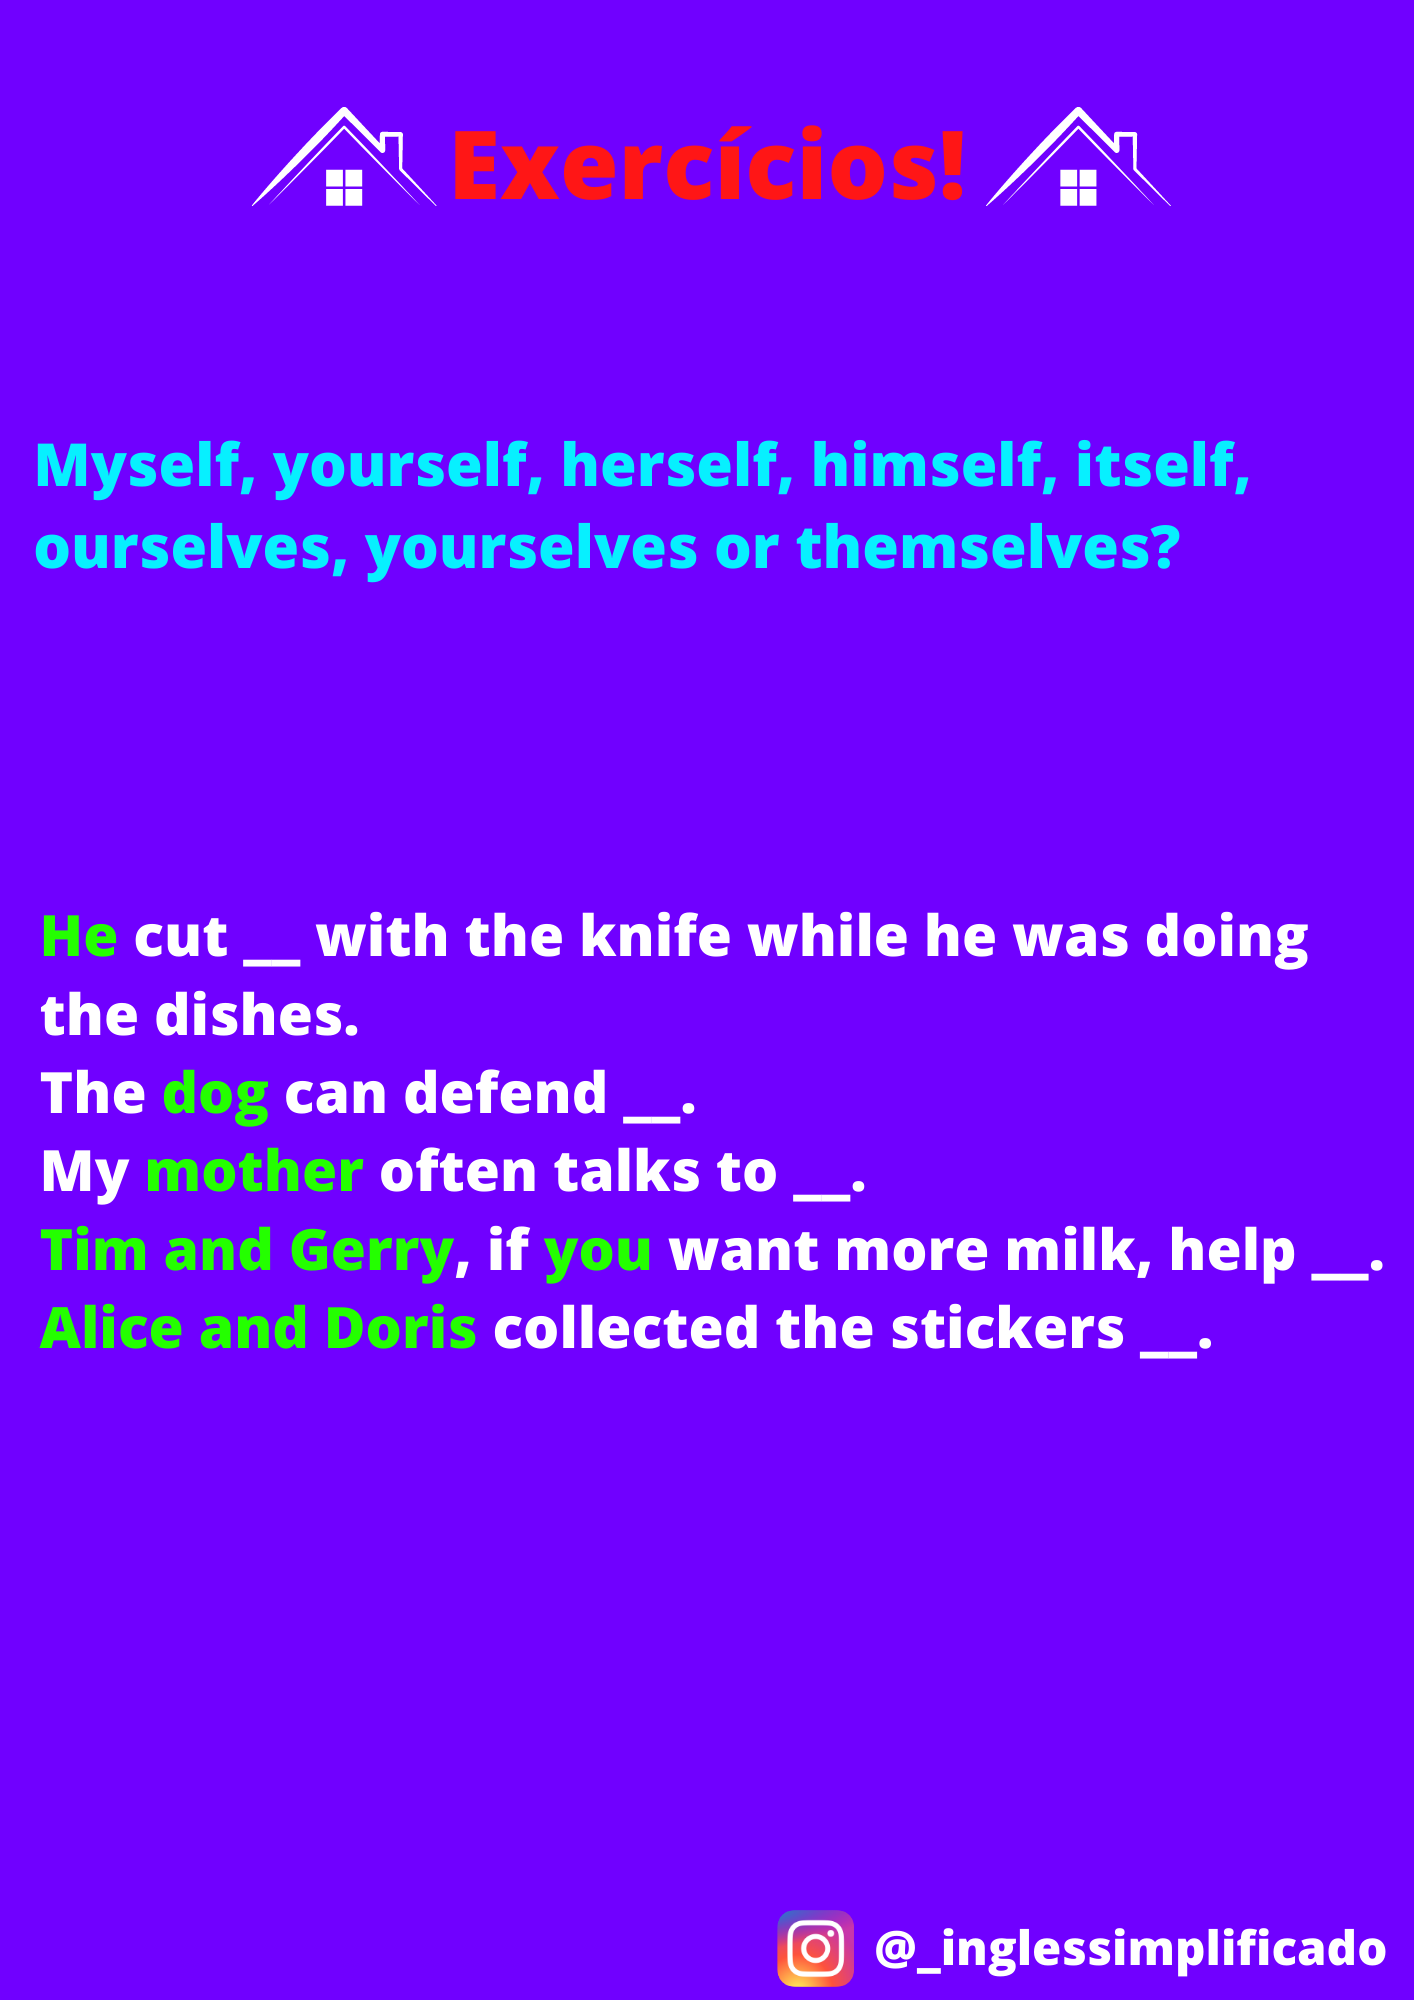 Exercícios!
Myself, yourself, herself, himself, itself,
ourselves, yourselves or themselves?
He cut __ with the knife while he was doing
the dishes.
The dog can defend __.
My mother often talks to __.
Tim and Gerry, if you want more milk, help __.
Alice and Doris collected the stickers __.
@_inglessimplificado